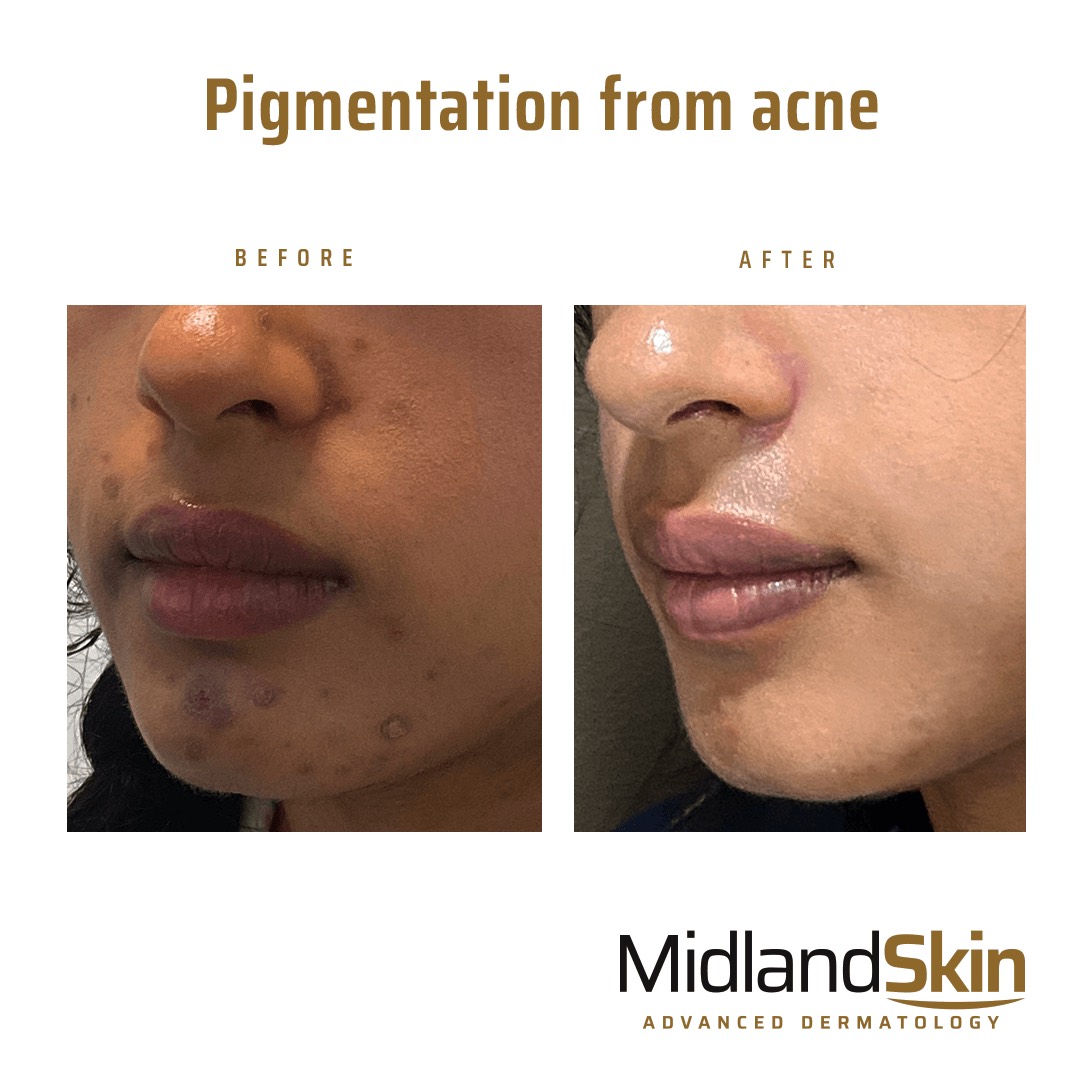 Pigmentation from acne
BEFORE
AFTER
MidlandSkin
ADVANCED DERMATOLOGY